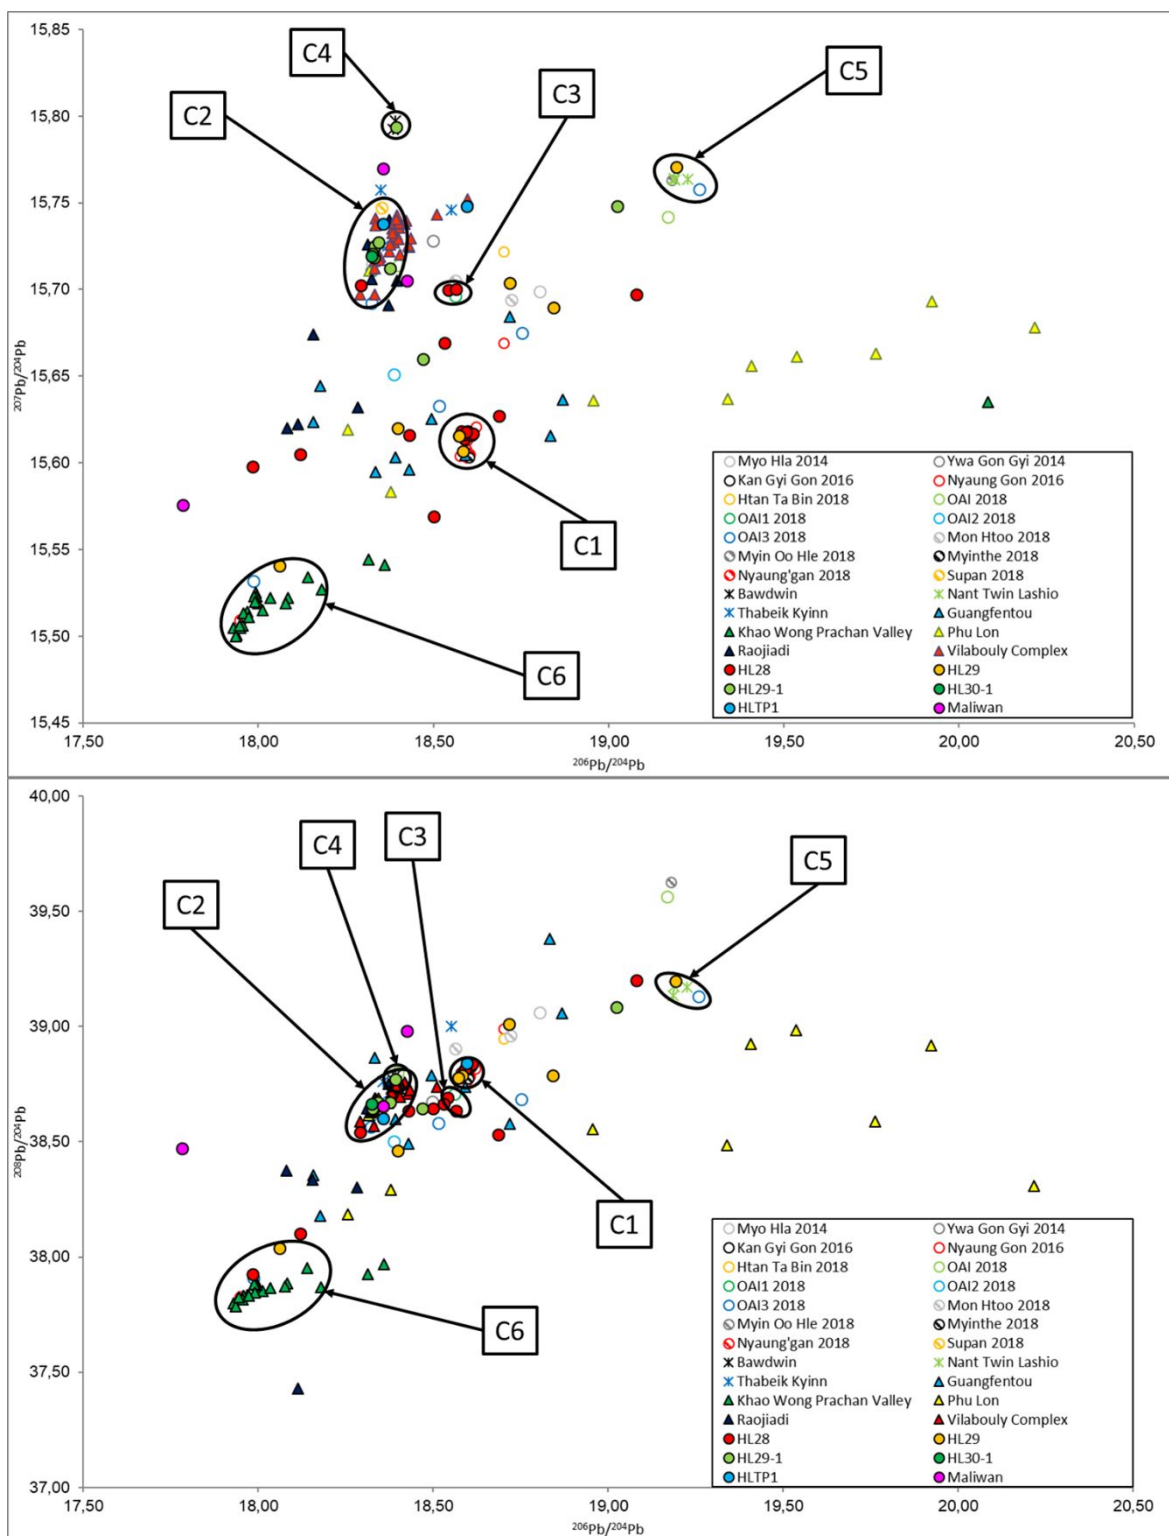 15,85
15,80
15,75
15,70
15,65
15,60
15,55
15,50
15,45
²⁰⁷Pb/²⁰⁴Pb
C4
C2
C3
C5
C1
C6
Myo Hla 2014 Ywa Gon Gyi 2014
Kan Gyi Gon 2016 Nyaung Gon 2016
Htan Ta Bin 2018 OAI 2018
OAI1 2018 OAI2 2018
OAI3 2018 Mon Htoo 2018
Myin Oo Hle 2018 Myinthe 2018
Nyaung'gan 2018 Supan 2018
Bawdwin Nant Twin Lashio
Thabeik Kyinn Guangfentou
Khao Wong Prachan Valley Phu Lon
Raojiadi Vilabouly Complex
HL28 HL29
HL29-1 HL30-1
HLTP1 Maliwan
17,50 18,00 18,50 19,00 19,50 20,00 20,50
²⁰⁶Pb/²⁰⁴Pb
40,00
39,50
39,00
38,50
38,00
37,50
37,00
²⁰⁸Pb/²⁰⁴Pb
C4
C3
C2
C5
C1
C6
Myo Hla 2014 Ywa Gon Gyi 2014
Kan Gyi Gon 2016 Nyaung Gon 2016
Htan Ta Bin 2018 OAI 2018
OAI1 2018 OAI2 2018
OAI3 2018 Mon Htoo 2018
Myin Oo Hle 2018 Myinthe 2018
Nyaung'gan 2018 Supan 2018
Bawdwin Nant Twin Lashio
Thabeik Kyinn Guangfentou
Khao Wong Prachan Valley Phu Lon
Raojiadi Vilabouly Complex
HL28 HL29
HL29-1 HL30-1
HLTP1 Maliwan
17,50 18,00 18,50 19,00 19,50 20,00 20,50
²⁰⁶Pb/²⁰⁴Pb